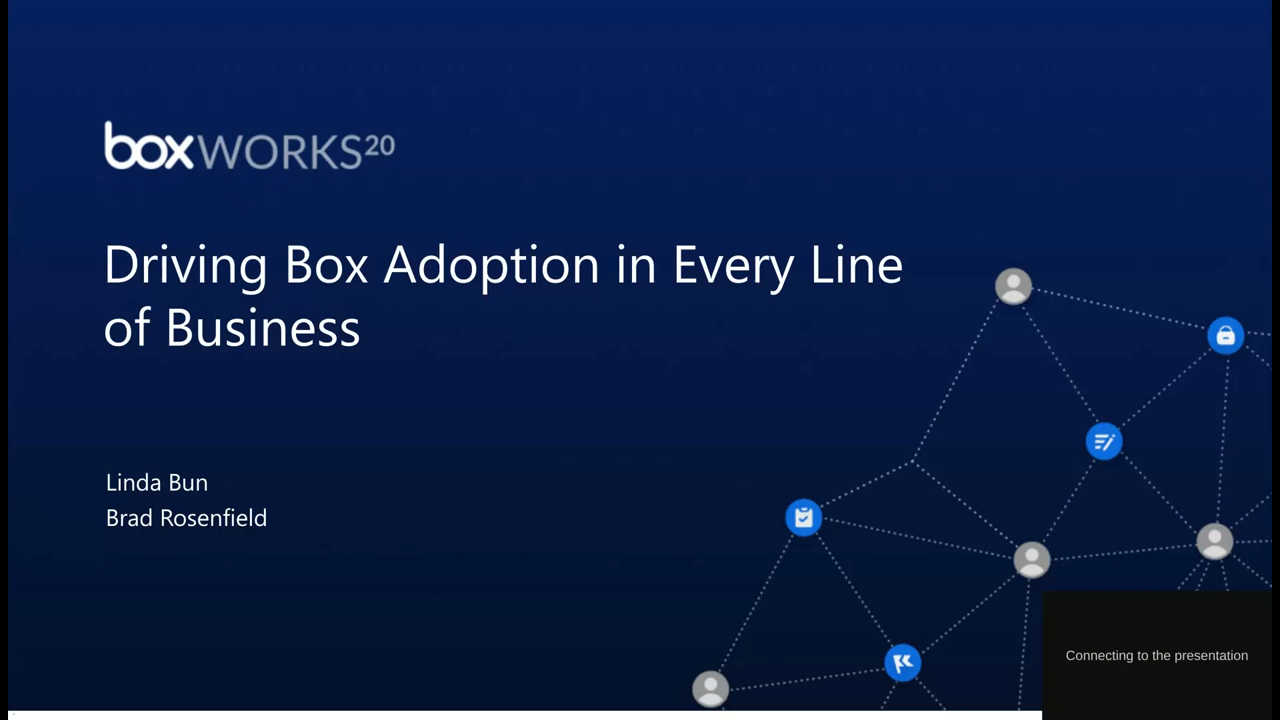 boxWORKS20
Driving Box Adoption in Every Line
of Business
Linda Bun
Brad Rosenfield
Connecting to the presentation